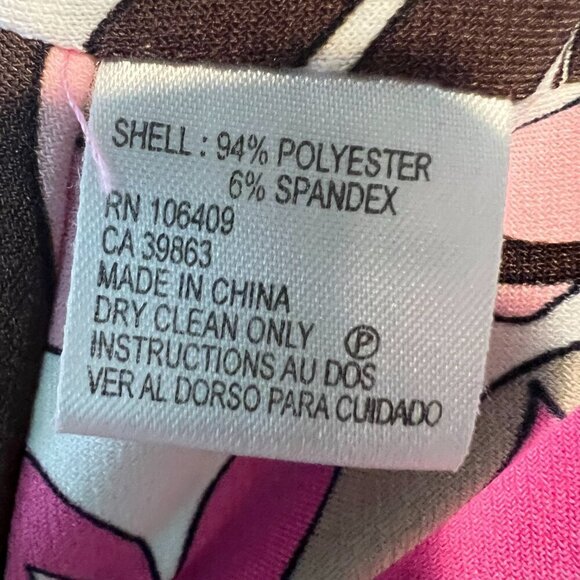 SHELL : 94% POLYESTER
6% SPANDEX
RN 106409
CA 39863
MADE IN CHINA
DRY CLEAN ONLY Ⓟ
INSTRUCTIONS AU DOS
VER AL DORSO PARA CUIDADO